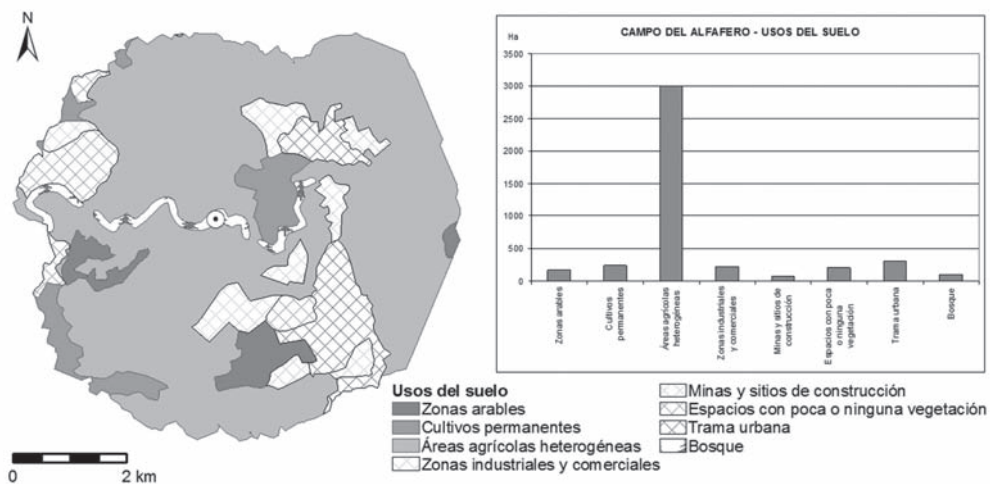 N
CAMPO DEL ALFAFERO - USOS DEL SUELO
Ha
3500
3000
2500
2000
1500
1000
500
0
Zonas arables
Cultivos
permanentes
Áreas agrícolas
heterogéneas
Zonas industriales
y comerciales
Minas y sitios de
construcción
Espacios con poca
o ninguna
vegetación
Trama urbana
Bosque
Usos del suelo
Zonas arables
Cultivos permanentes
Áreas agrícolas heterogéneas
Zonas industriales y comerciales
Minas y sitios de construcción
Espacios con poca o ninguna vegetación
Trama urbana
Bosque
0 2 km